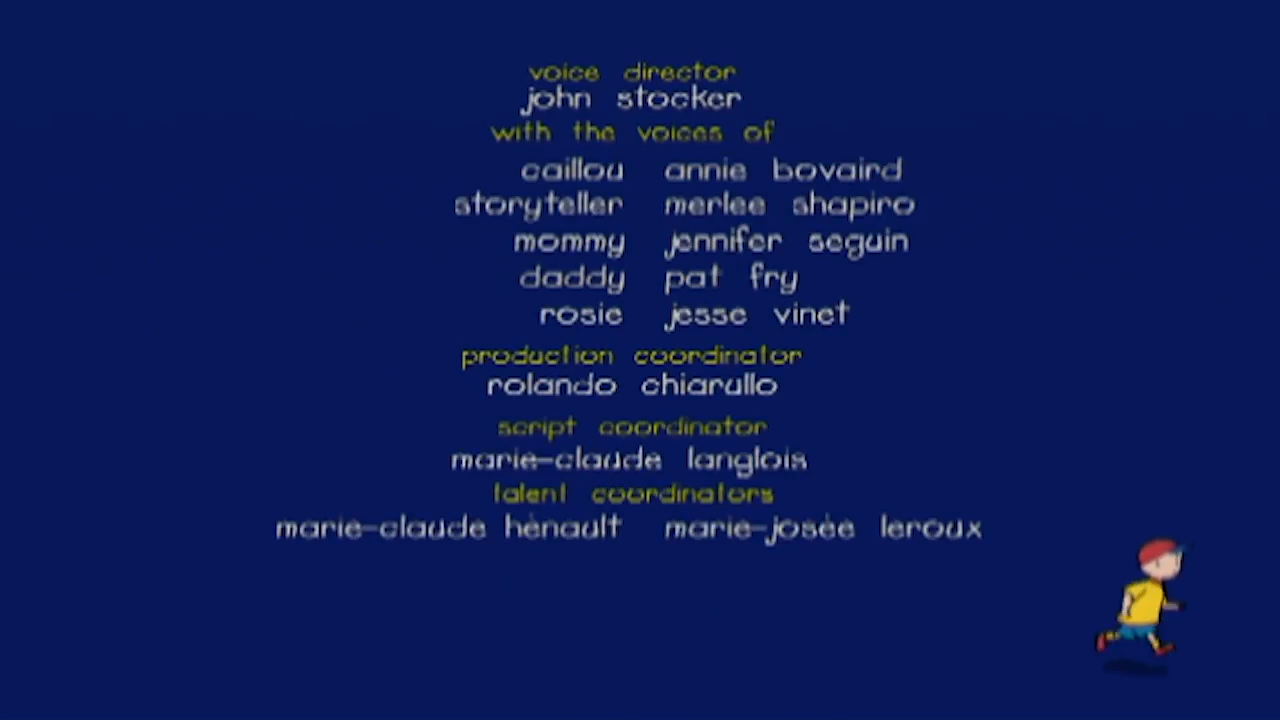 voice director
john stocker
with the voices of
caillou annie bovaird
storyteller merlee shapiro
mommy jennifer seguin
daddy pat fry
rosie jesse vinet
production coordinator
rolando chiarullo
script coordinator
marie-claude langlois
talent coordinators
marie-claude hénault marie-josée leroux